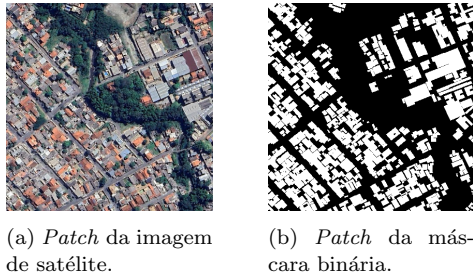 (a) Patch da imagem
de satélite.
(b) Patch da más-
cara binária.